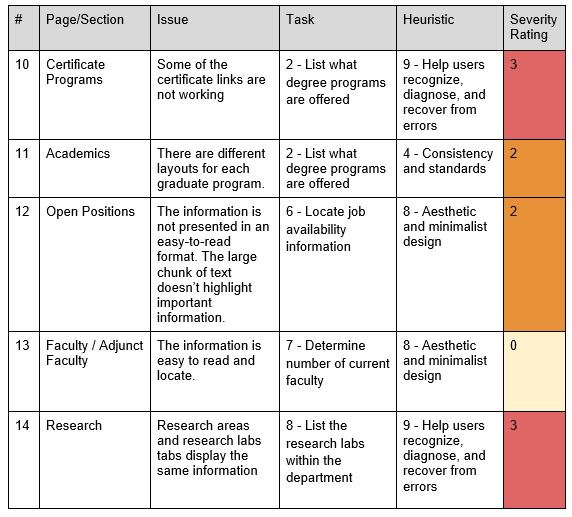 # Page/Section Issue Task Heuristic Severity Rating
10 Certificate Programs Some of the certificate links are not working 2 - List what degree programs are offered 9 - Help users recognize, diagnose, and recover from errors 3
11 Academics There are different layouts for each graduate program. 2 - List what degree programs are offered 4 - Consistency and standards 2
12 Open Positions The information is not presented in an easy-to-read format. The large chunk of text doesn't highlight important information. 6 - Locate job availability information 8 - Aesthetic and minimalist design 2
13 Faculty / Adjunct Faculty The information is easy to read and locate. 7 - Determine number of current faculty 8 - Aesthetic and minimalist design 0
14 Research Research areas and research labs tabs display the same information 8 - List the research labs within the department 9 - Help users recognize, diagnose, and recover from errors 3